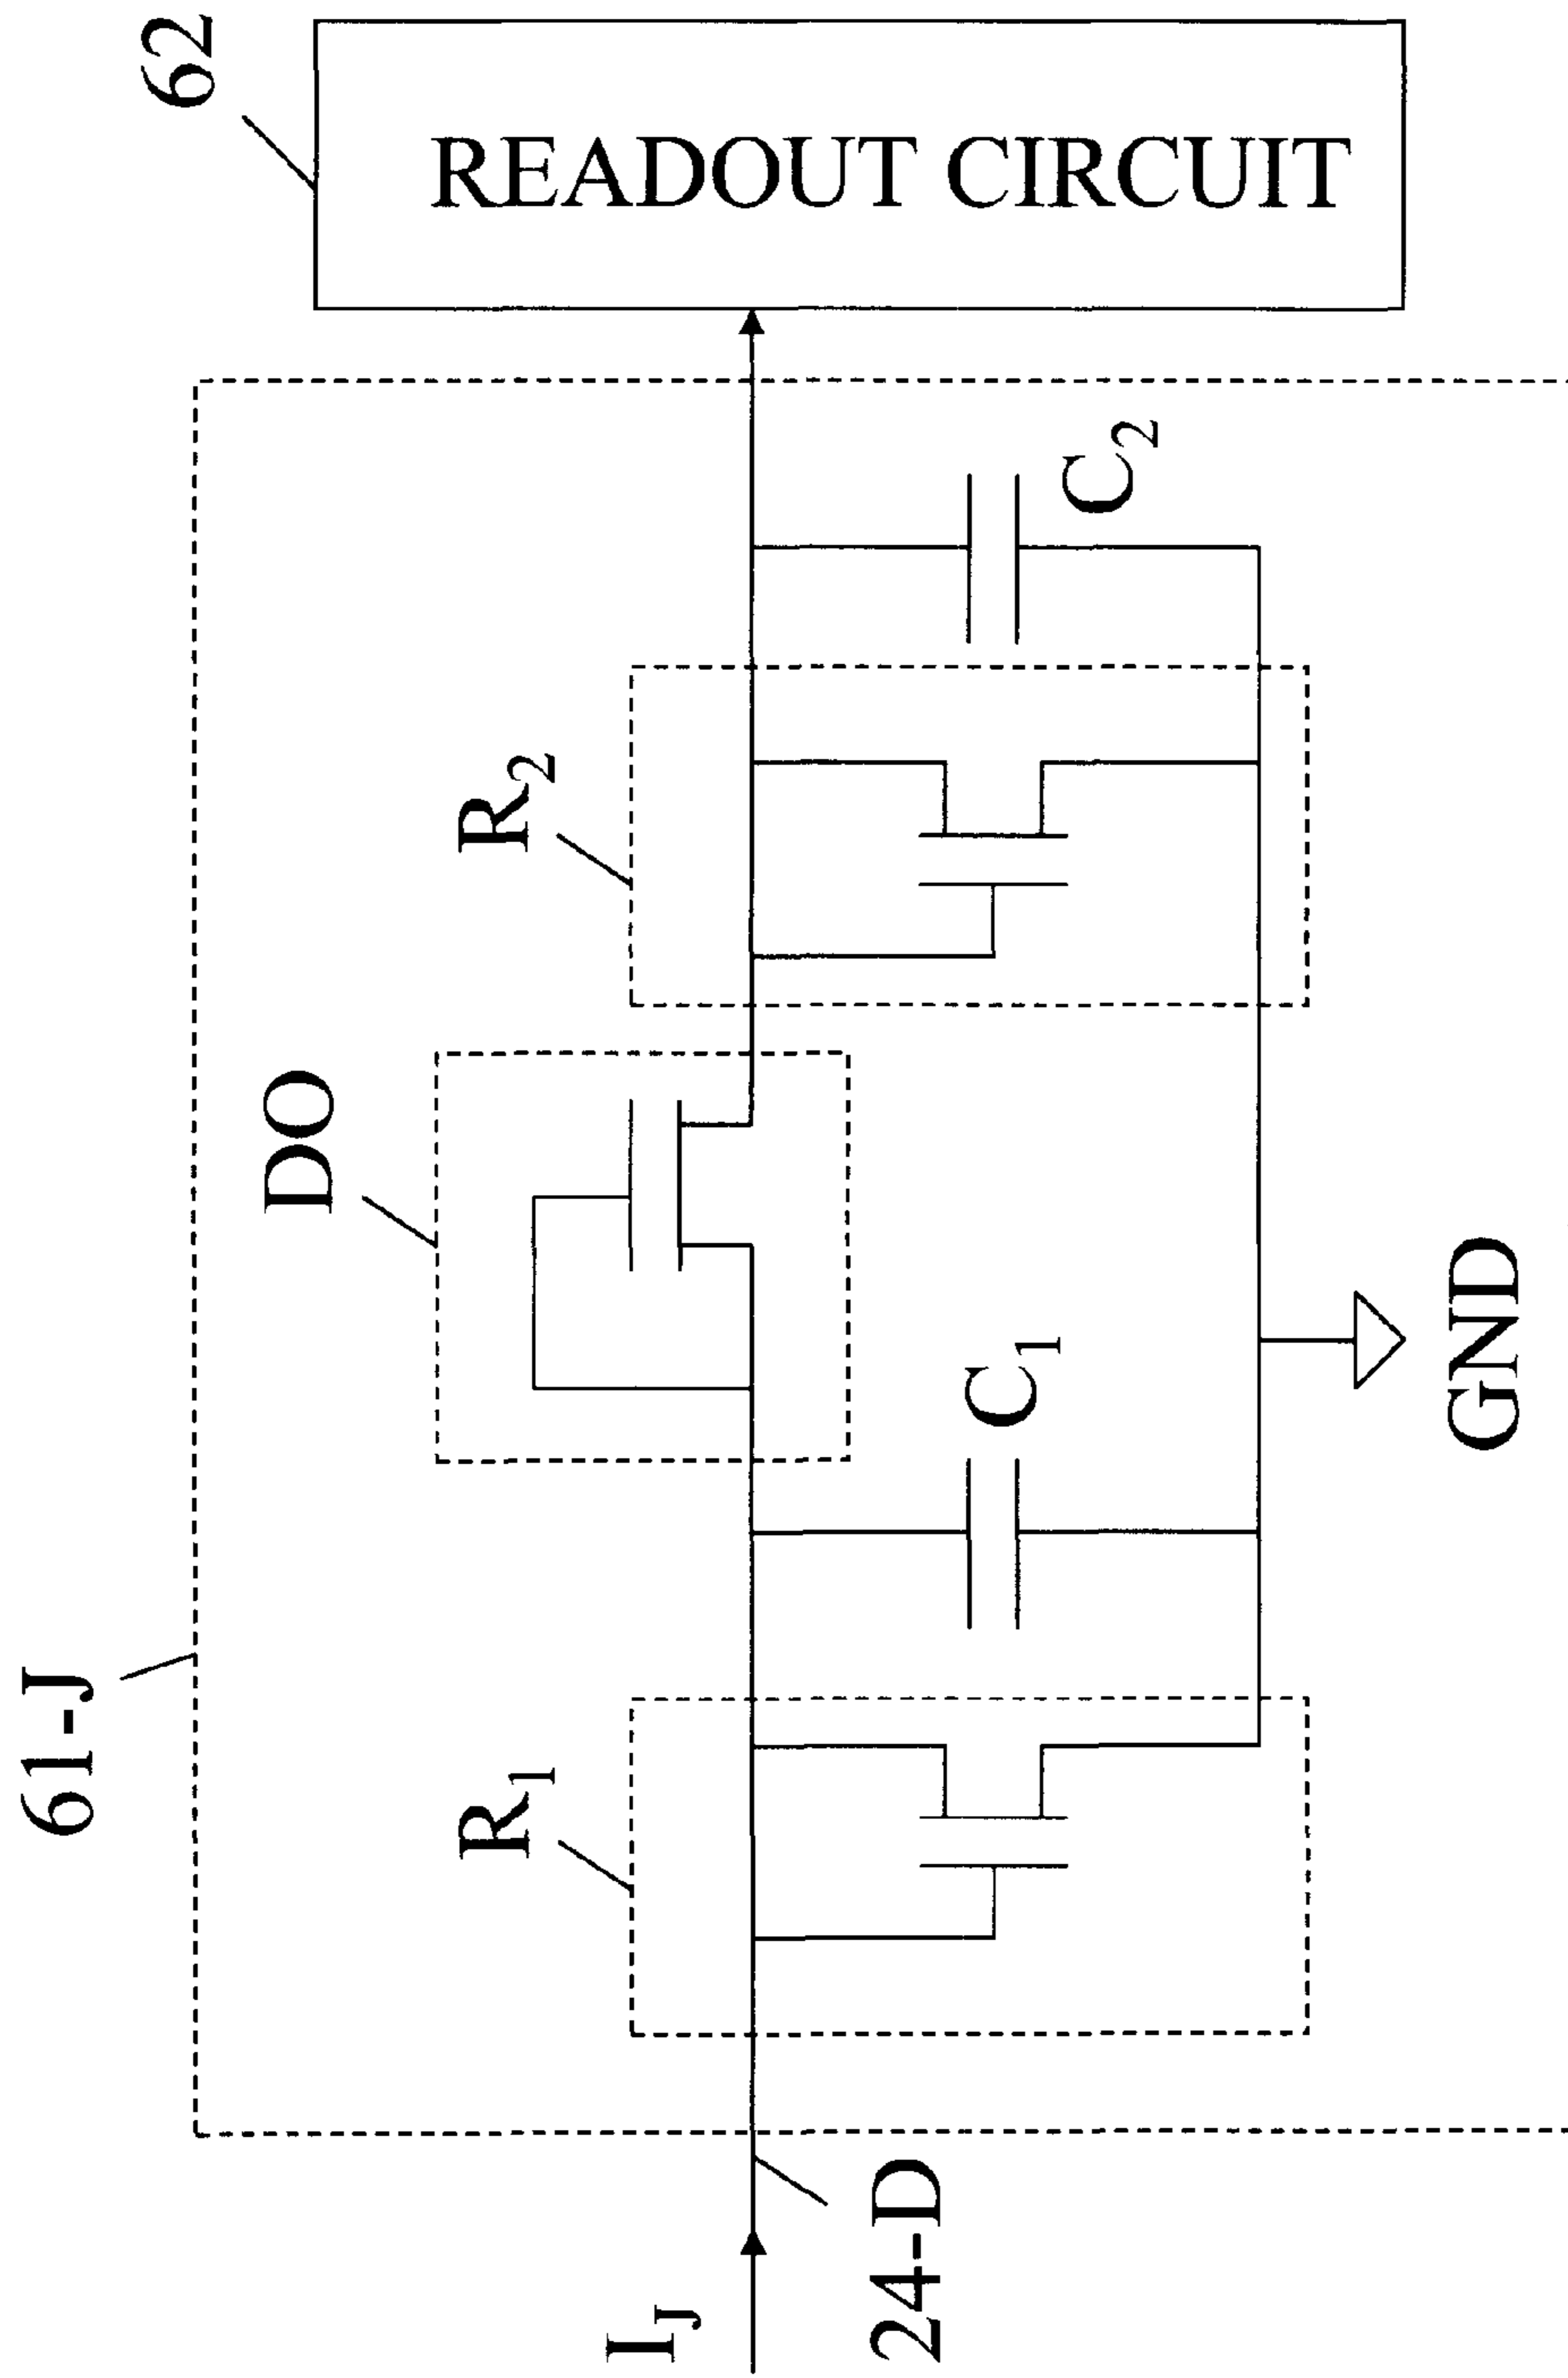 61-J
62
DO
R1
R2
READOUT CIRCUIT
IJ
24-D
C1
C2
GND